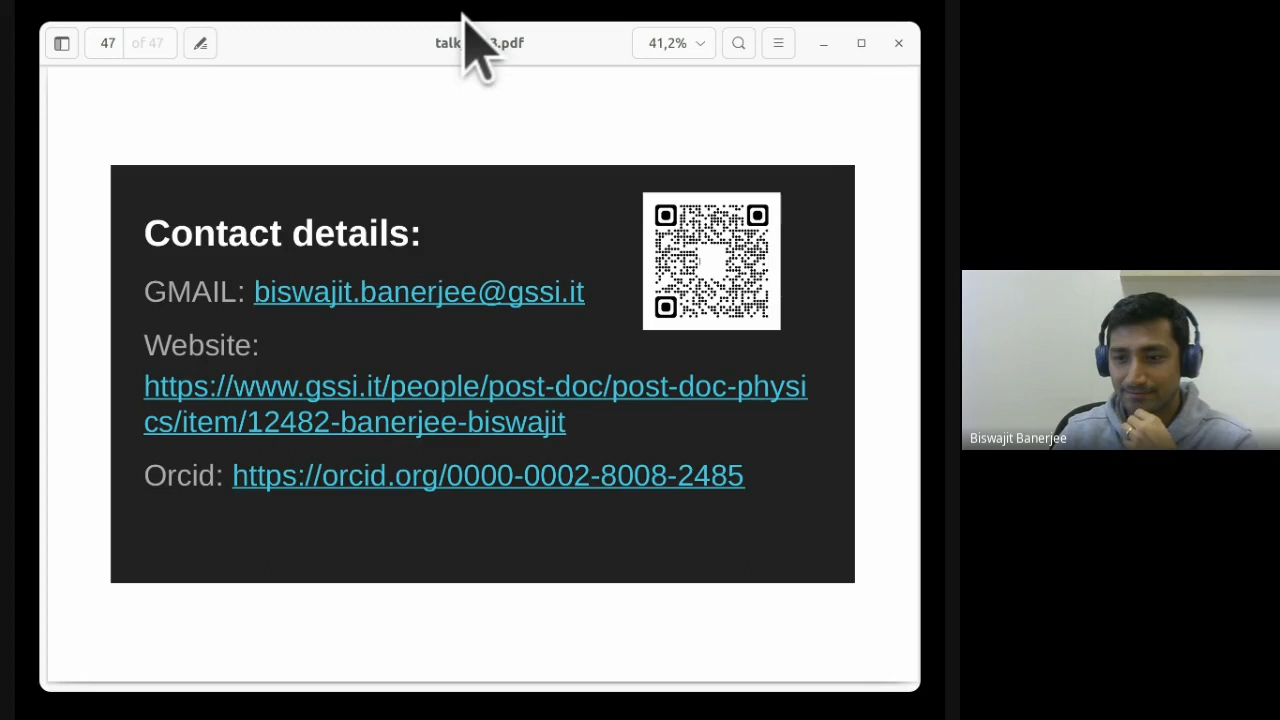 47 of 47
41,2%
Contact details:
GMAIL: biswajit.banerjee@gssi.it
Website:
https://www.gssi.it/people/post-doc/post-doc-physi
cs/item/12482-banerjee-biswajit
Orcid: https://orcid.org/0000-0002-8008-2485
Biswajit Banerjee